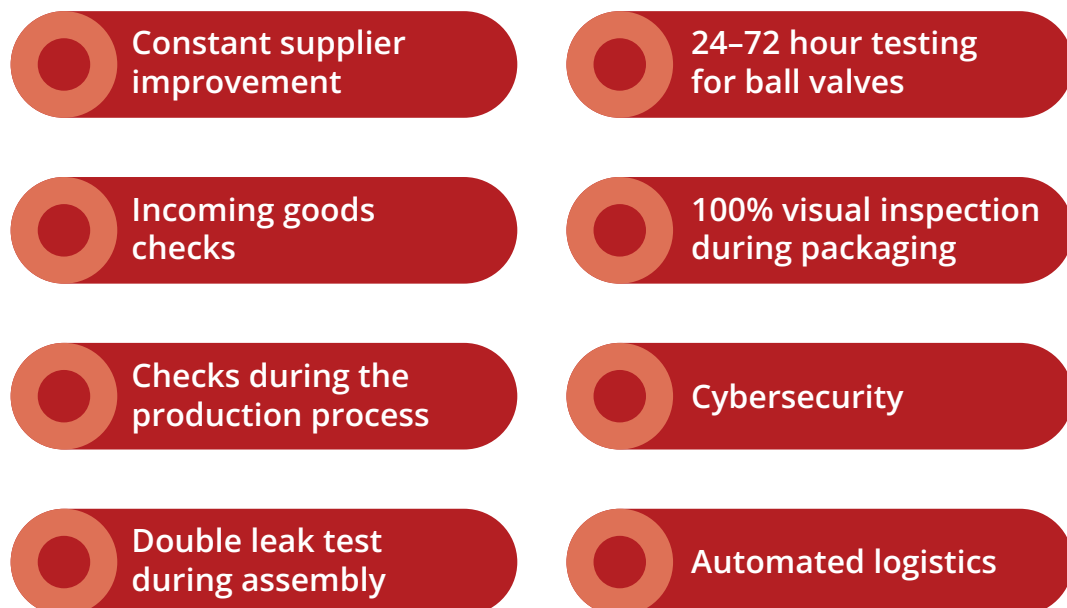 Constant supplier
improvement
Incoming goods
checks
Checks during the
production process
Double leak test
during assembly
24–72 hour testing
for ball valves
100% visual inspection
during packaging
Cybersecurity
Automated logistics